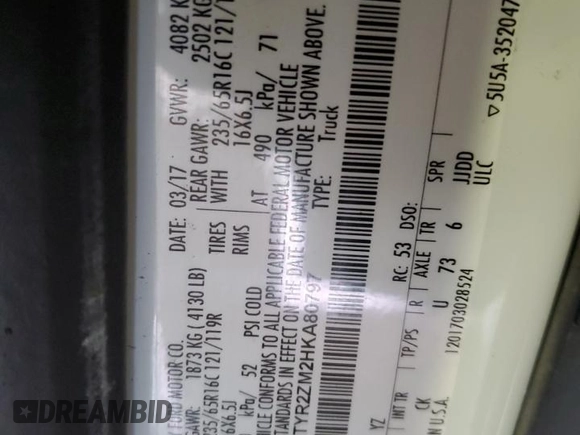 FORD MOTOR CO.
DATE: 03/17 GVWR: 4082 K
GAWR: 1873 KG ( 4130 LB) REAR GAWR: 2502 KG
235/65R16C 121/119R TIRES WITH 235/65R16C 121/1
16X6.5J RIMS 16X6.5J
kPa/ 52 PSI COLD AT 490 kPa/ 71
VEHICLE CONFORMS TO ALL APPLICABLE FEDERAL MOTOR VEHICLE
STANDARDS IN EFFECT ON THE DATE OF MANUFACTURE SHOWN ABOVE.
TYR2ZM2HKA80797 TYPE: Truck
YZ RC: 53 DSO:
INT TR TP/PS R AXLE TR SPR
CK U 73 6 JJDD
N U.S.A. 1201703028524 ULC
▽5U5A-352047
DREAMBID